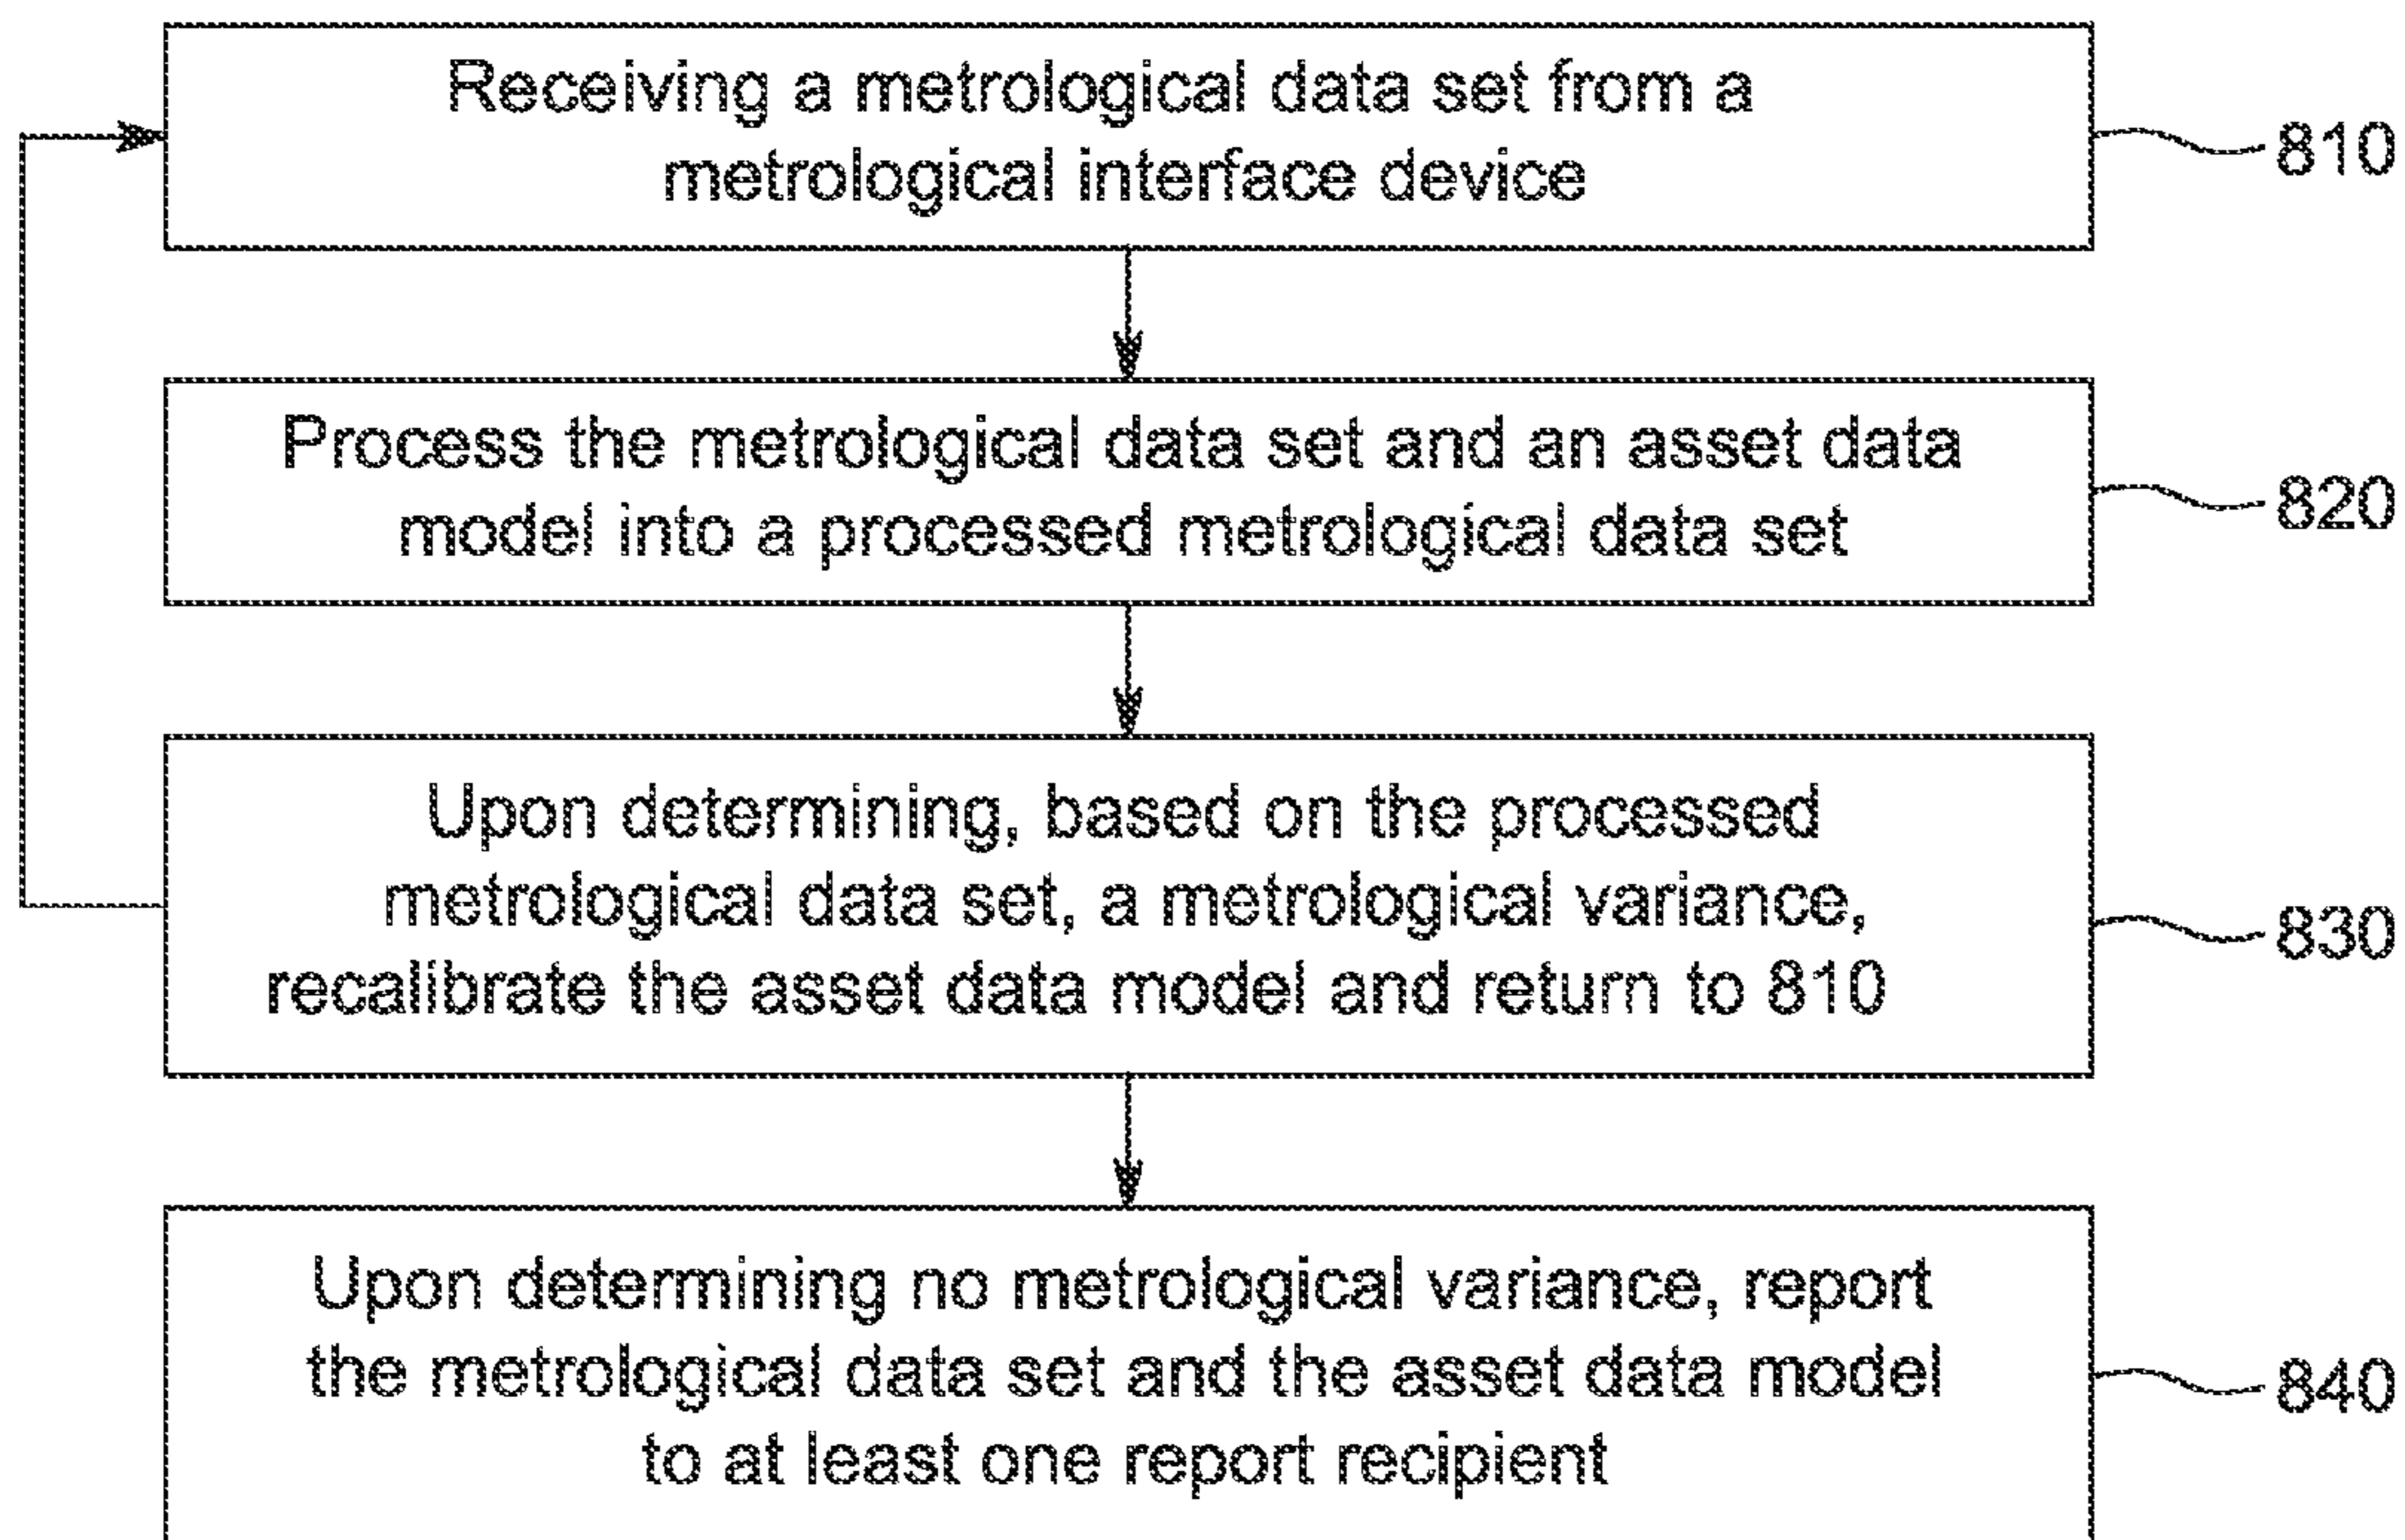 Receiving a metrological data set from a
metrological interface device
810
Process the metrological data set and an asset data
model into a processed metrological data set
820
Upon determining, based on the processed
metrological data set, a metrological variance,
recalibrate the asset data model and return to 810
830
Upon determining no metrological variance, report
the metrological data set and the asset data model
to at least one report recipient
840